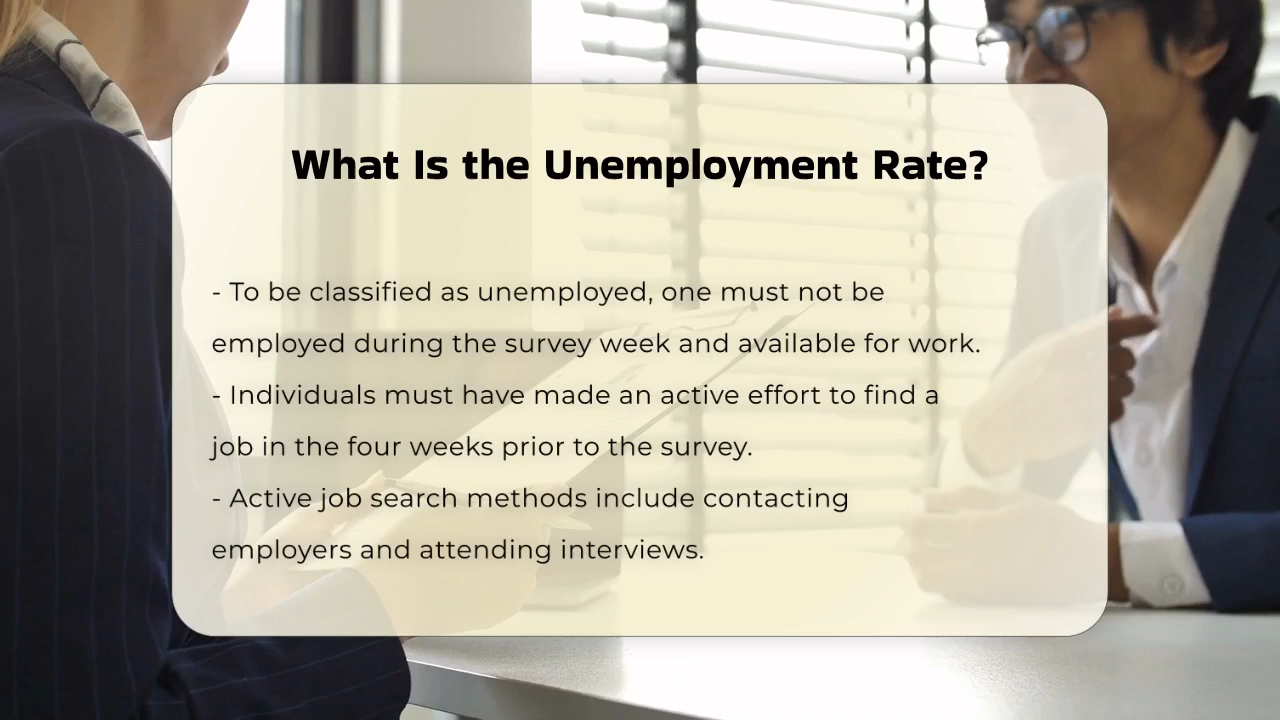 What Is the Unemployment Rate?
- To be classified as unemployed, one must not be
employed during the survey week and available for work.
- Individuals must have made an active effort to find a
job in the four weeks prior to the survey.
- Active job search methods include contacting
employers and attending interviews.